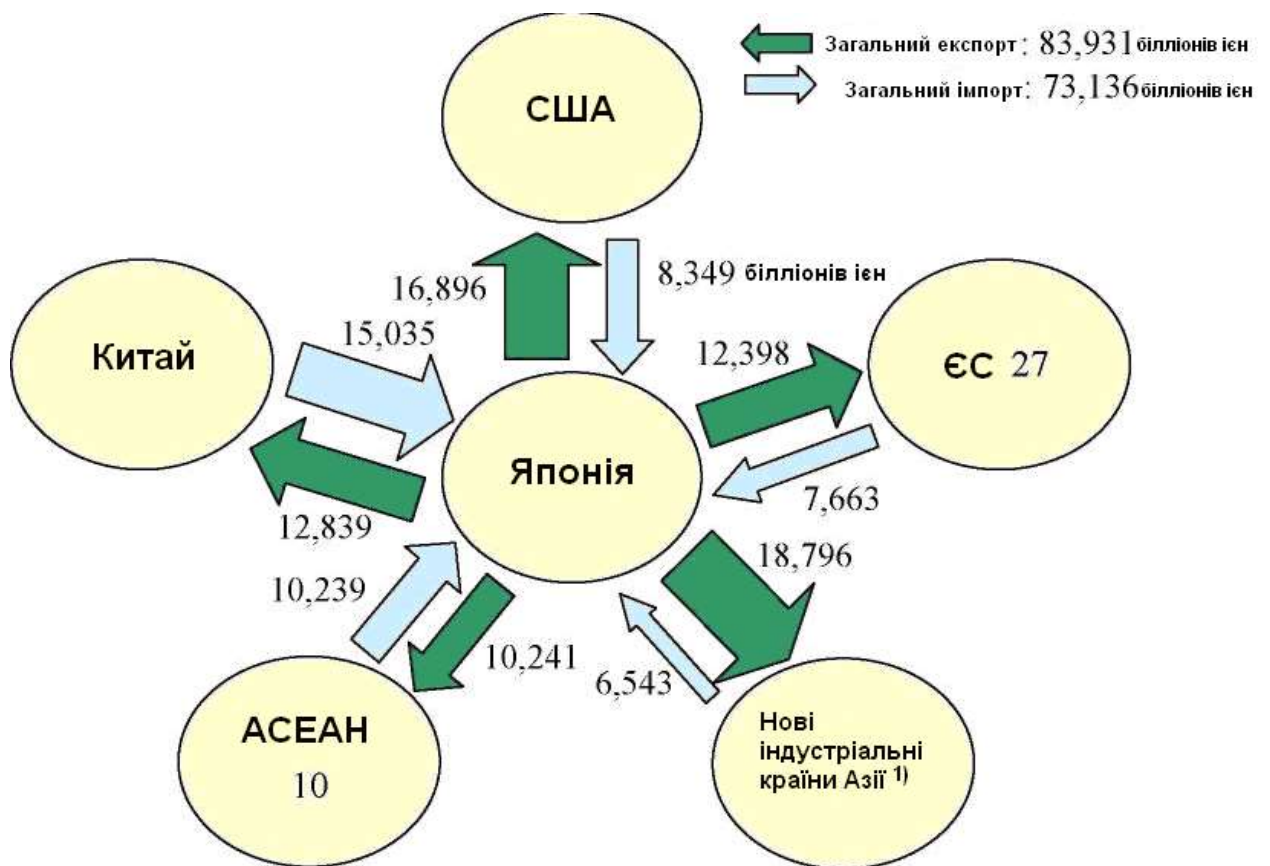 Загальний експорт: 83,931 білліонів ієн
Загальний імпорт: 73,136 білліонів ієн
США
16,896
8,349 білліонів ієн
Китай
15,035
12,398
ЄС 27
Японія
12,839
7,663
10,239
18,796
10,241
6,543
АСЕАН
10
Нові
індустріальні
країни Азії 1)